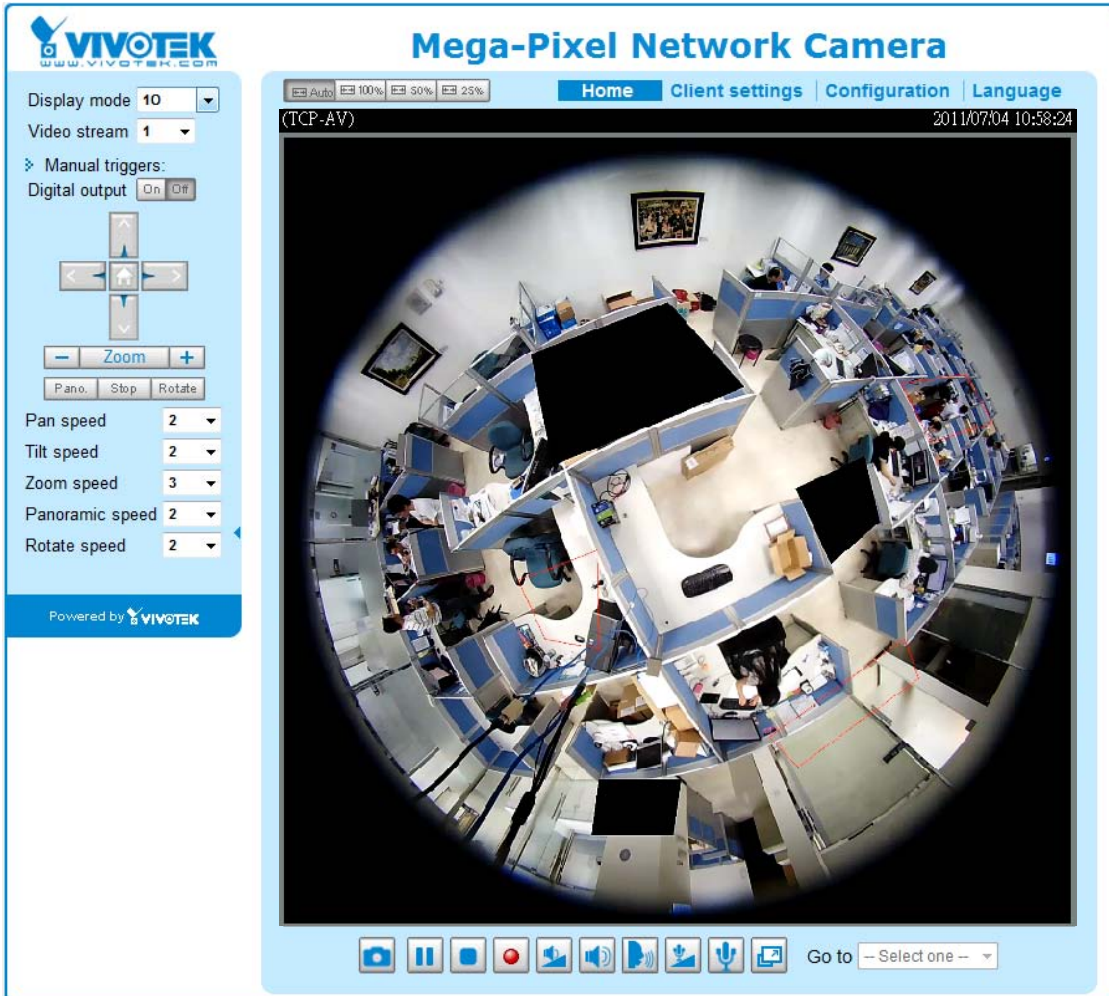 VIVOTEK
www.vivotek.com
Mega-Pixel Network Camera
Display mode 1O
Video stream 1
Manual triggers:
Digital output On Off
Zoom
Pano. Stop Rotate
Pan speed 2
Tilt speed 2
Zoom speed 3
Panoramic speed 2
Rotate speed 2
Powered by VIVOTEK
Auto 100% 50% 25%
Home Client settings Configuration Language
(TCP-AV) 2011/07/04 10:58:24
Go to -- Select one --